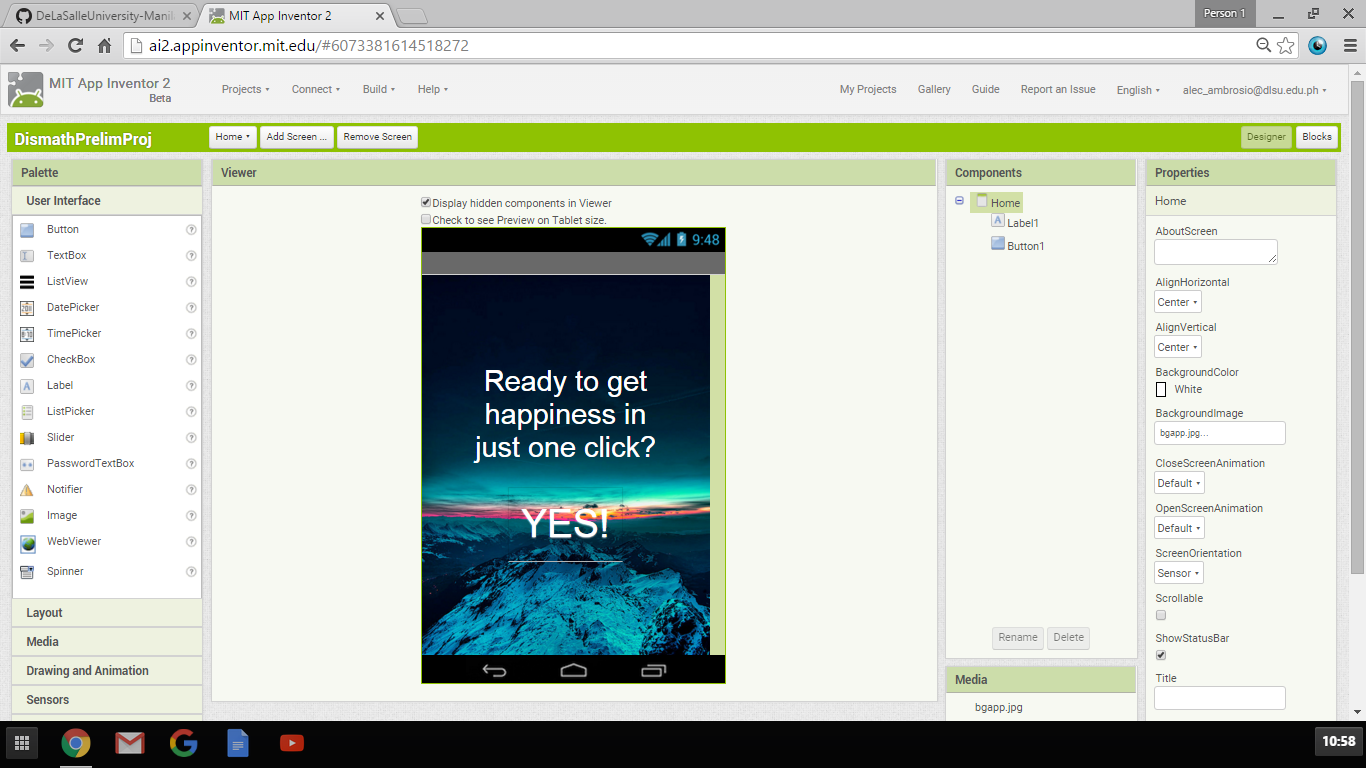 DeLaSalleUniversity-Manil
MIT App Inventor 2
Person 1
ai2.appinventor.mit.edu/#6073381614518272
MIT App Inventor 2
Beta
Projects
Connect
Build
Help
My Projects
Gallery
Guide
Report an Issue
English
alec_ambrosio@dlsu.edu.ph
DismathPrelimProj
Home
Add Screen ...
Remove Screen
Designer
Blocks
Palette
User Interface
Button
TextBox
ListView
DatePicker
TimePicker
CheckBox
Label
ListPicker
Slider
PasswordTextBox
Notifier
Image
WebViewer
Spinner
Layout
Media
Drawing and Animation
Sensors
Viewer
Display hidden components in Viewer
Check to see Preview on Tablet size.
9:48
Ready to get
happiness in
just one click?
YES!
Components
Home
Label1
Button1
Rename
Delete
Media
bgapp.jpg
Properties
Home
AboutScreen
AlignHorizontal
Center
AlignVertical
Center
BackgroundColor
White
BackgroundImage
bgapp.jpg...
CloseScreenAnimation
Default
OpenScreenAnimation
Default
ScreenOrientation
Sensor
Scrollable
ShowStatusBar
Title
10:58